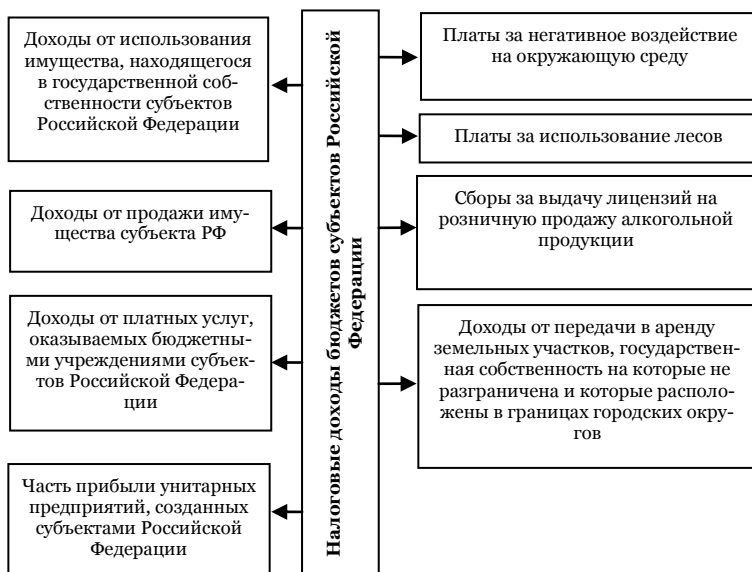 Доходы от использования
имущества, находящегося
в государственной соб-
ственности субъектов
Российской Федерации
Доходы от продажи иму-
щества субъекта РФ
Доходы от платных услуг,
оказываемых бюджетны-
ми учреждениями субъек-
тов Российской Федера-
ции
Часть прибыли унитарных
предприятий, созданных
субъектами Российской
Федерации
Налоговые доходы бюджетов субъектов Российской
Федерации
Платы за негативное воздействие
на окружающую среду
Платы за использование лесов
Сборы за выдачу лицензий на
розничную продажу алкогольной
продукции
Доходы от передачи в аренду
земельных участков, государствен-
ная собственность на которые не
разграничена и которые располо-
жены в границах городских окру-
гов